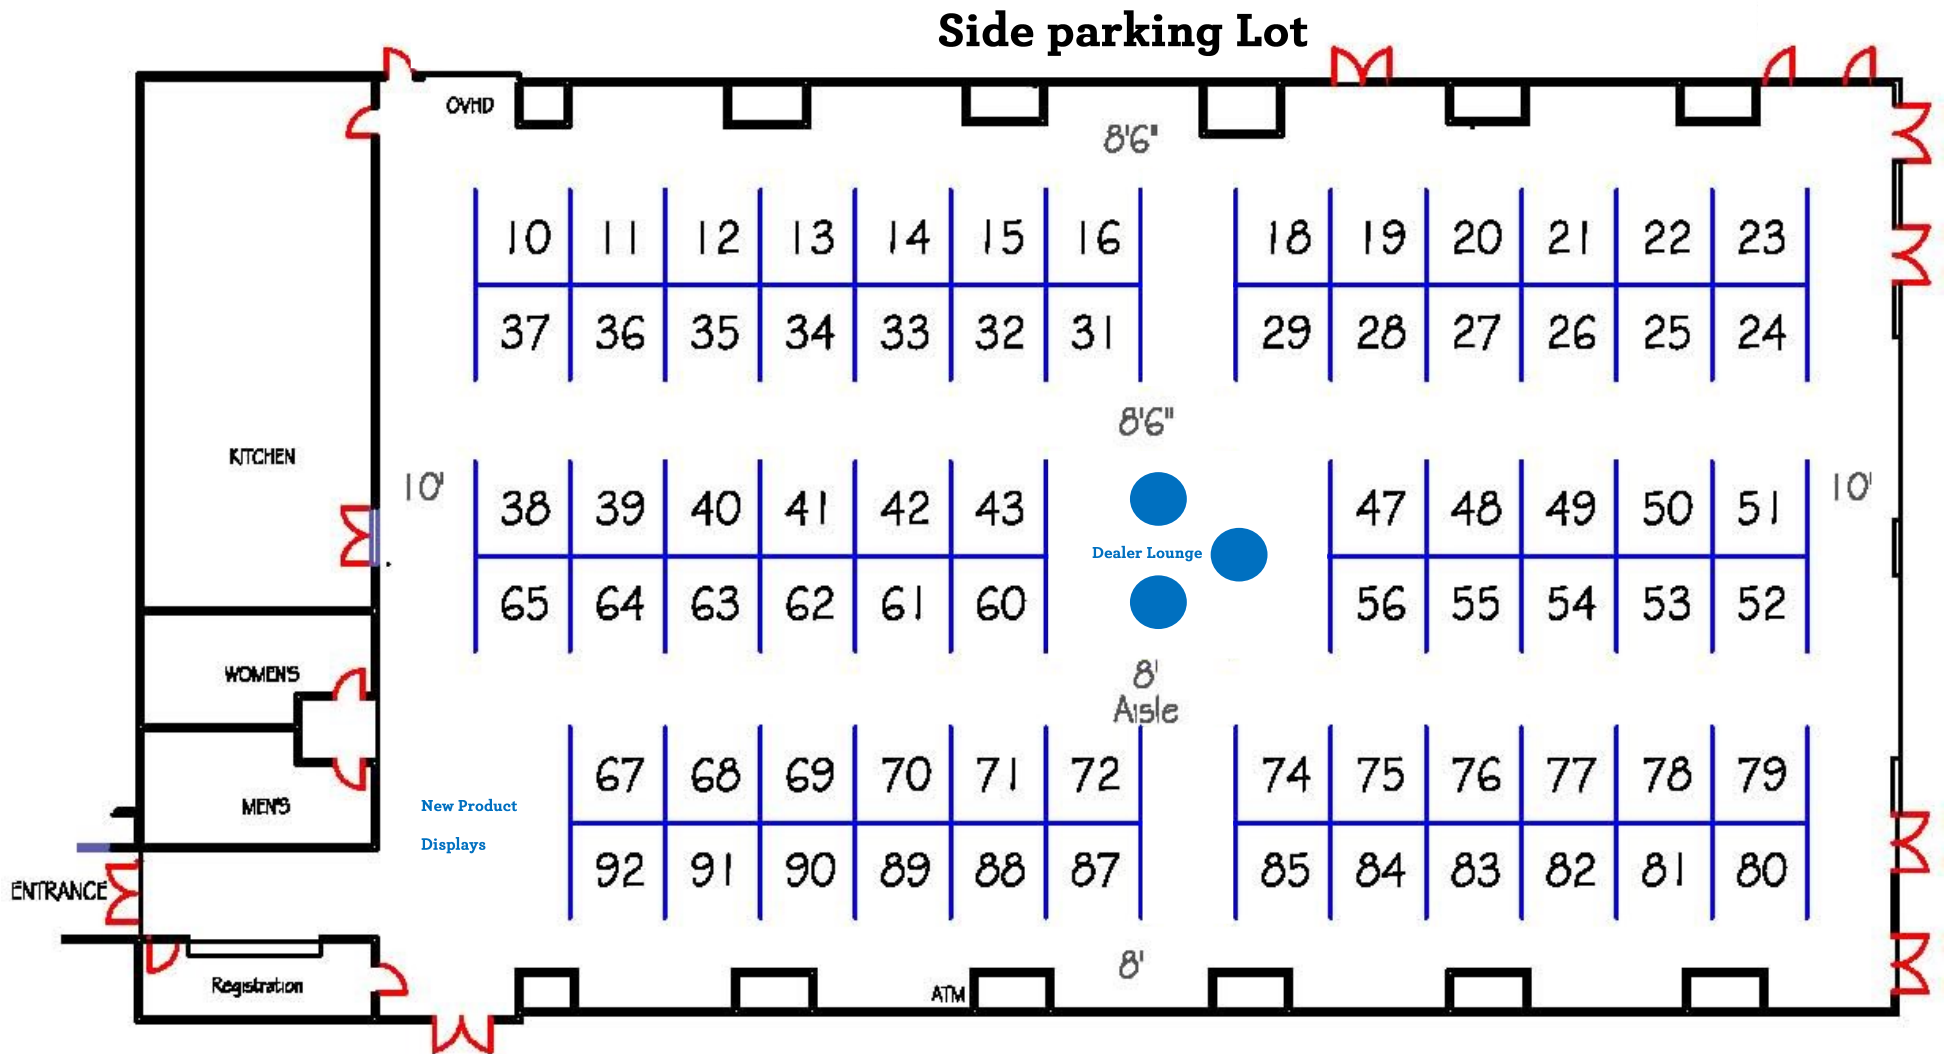 Side parking Lot
OVHD
8'6"
10 11 12 13 14 15 16 18 19 20 21 22 23
37 36 35 34 33 32 31 29 28 27 26 25 24
8'6"
KITCHEN
10'
10'
38 39 40 41 42 43 47 48 49 50 51
Dealer Lounge
65 64 63 62 61 60 56 55 54 53 52
WOMEN'S
8'
Aisle
67 68 69 70 71 72 74 75 76 77 78 79
MEN'S
New Product
Displays
92 91 90 89 88 87 85 84 83 82 81 80
ENTRANCE
8'
Registration
ATM